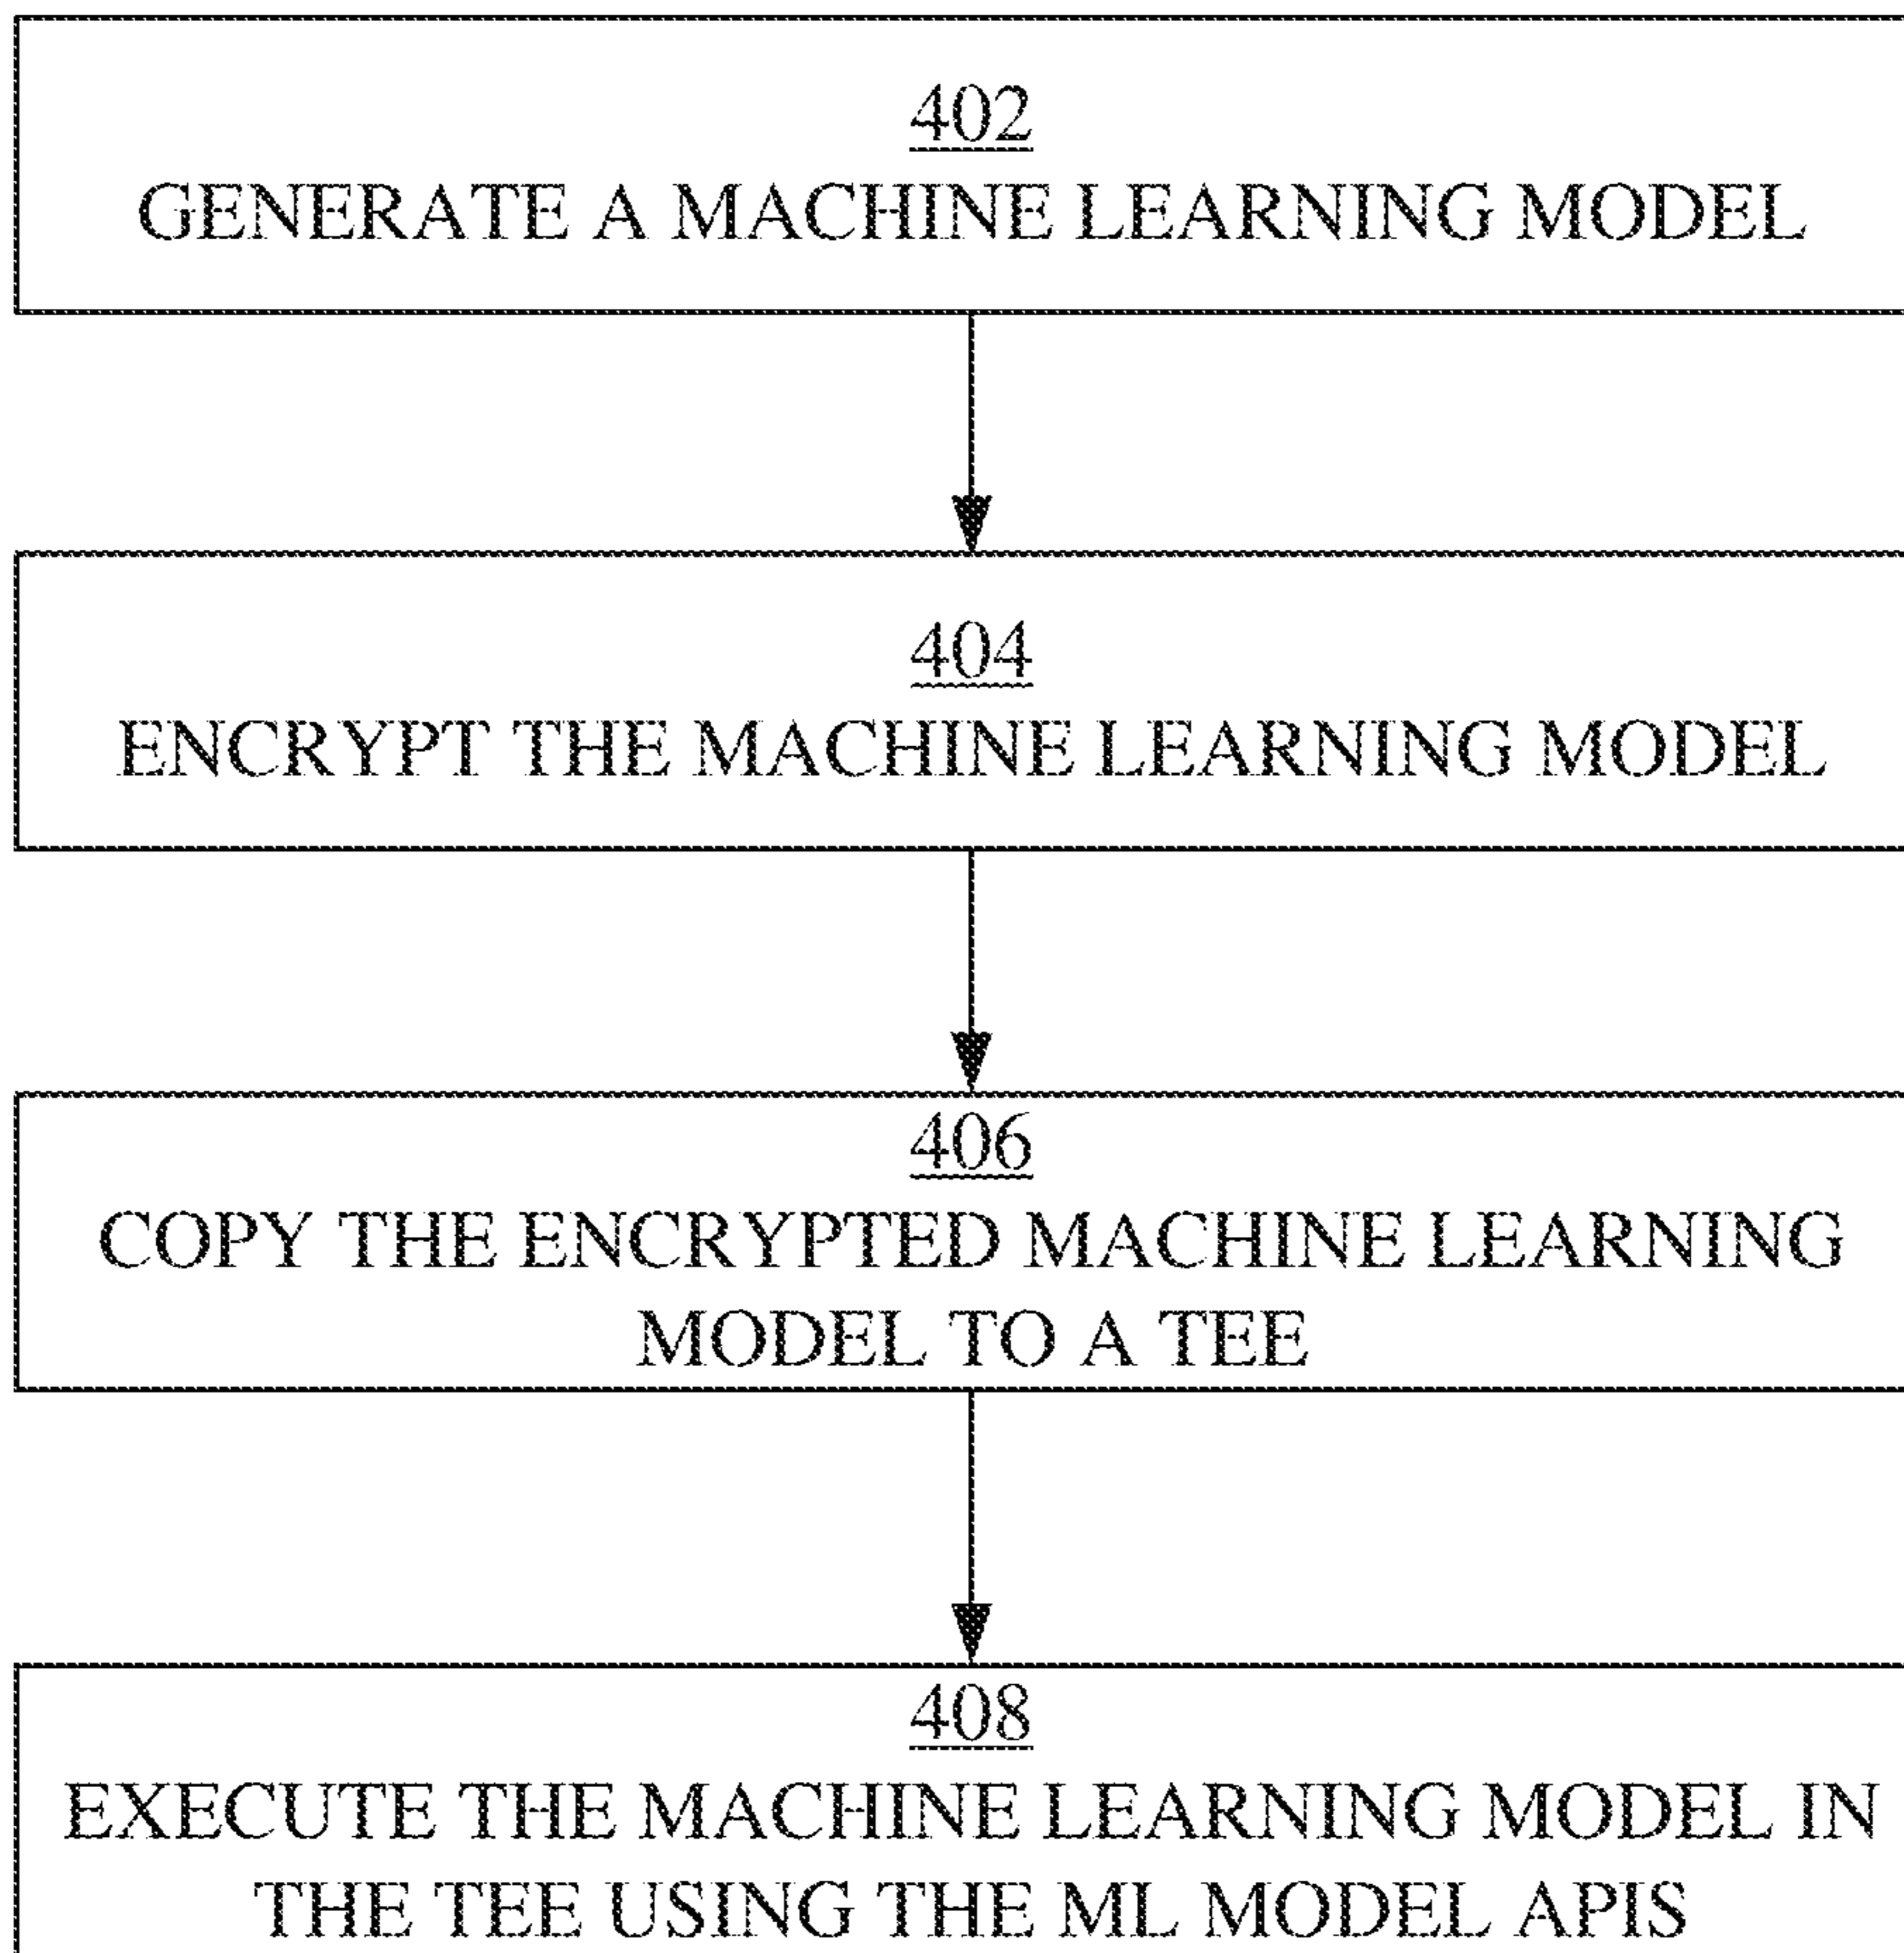 402
GENERATE A MACHINE LEARNING MODEL
404
ENCRYPT THE MACHINE LEARNING MODEL
406
COPY THE ENCRYPTED MACHINE LEARNING
MODEL TO A TEE
408
EXECUTE THE MACHINE LEARNING MODEL IN
THE TEE USING THE ML MODEL APIS